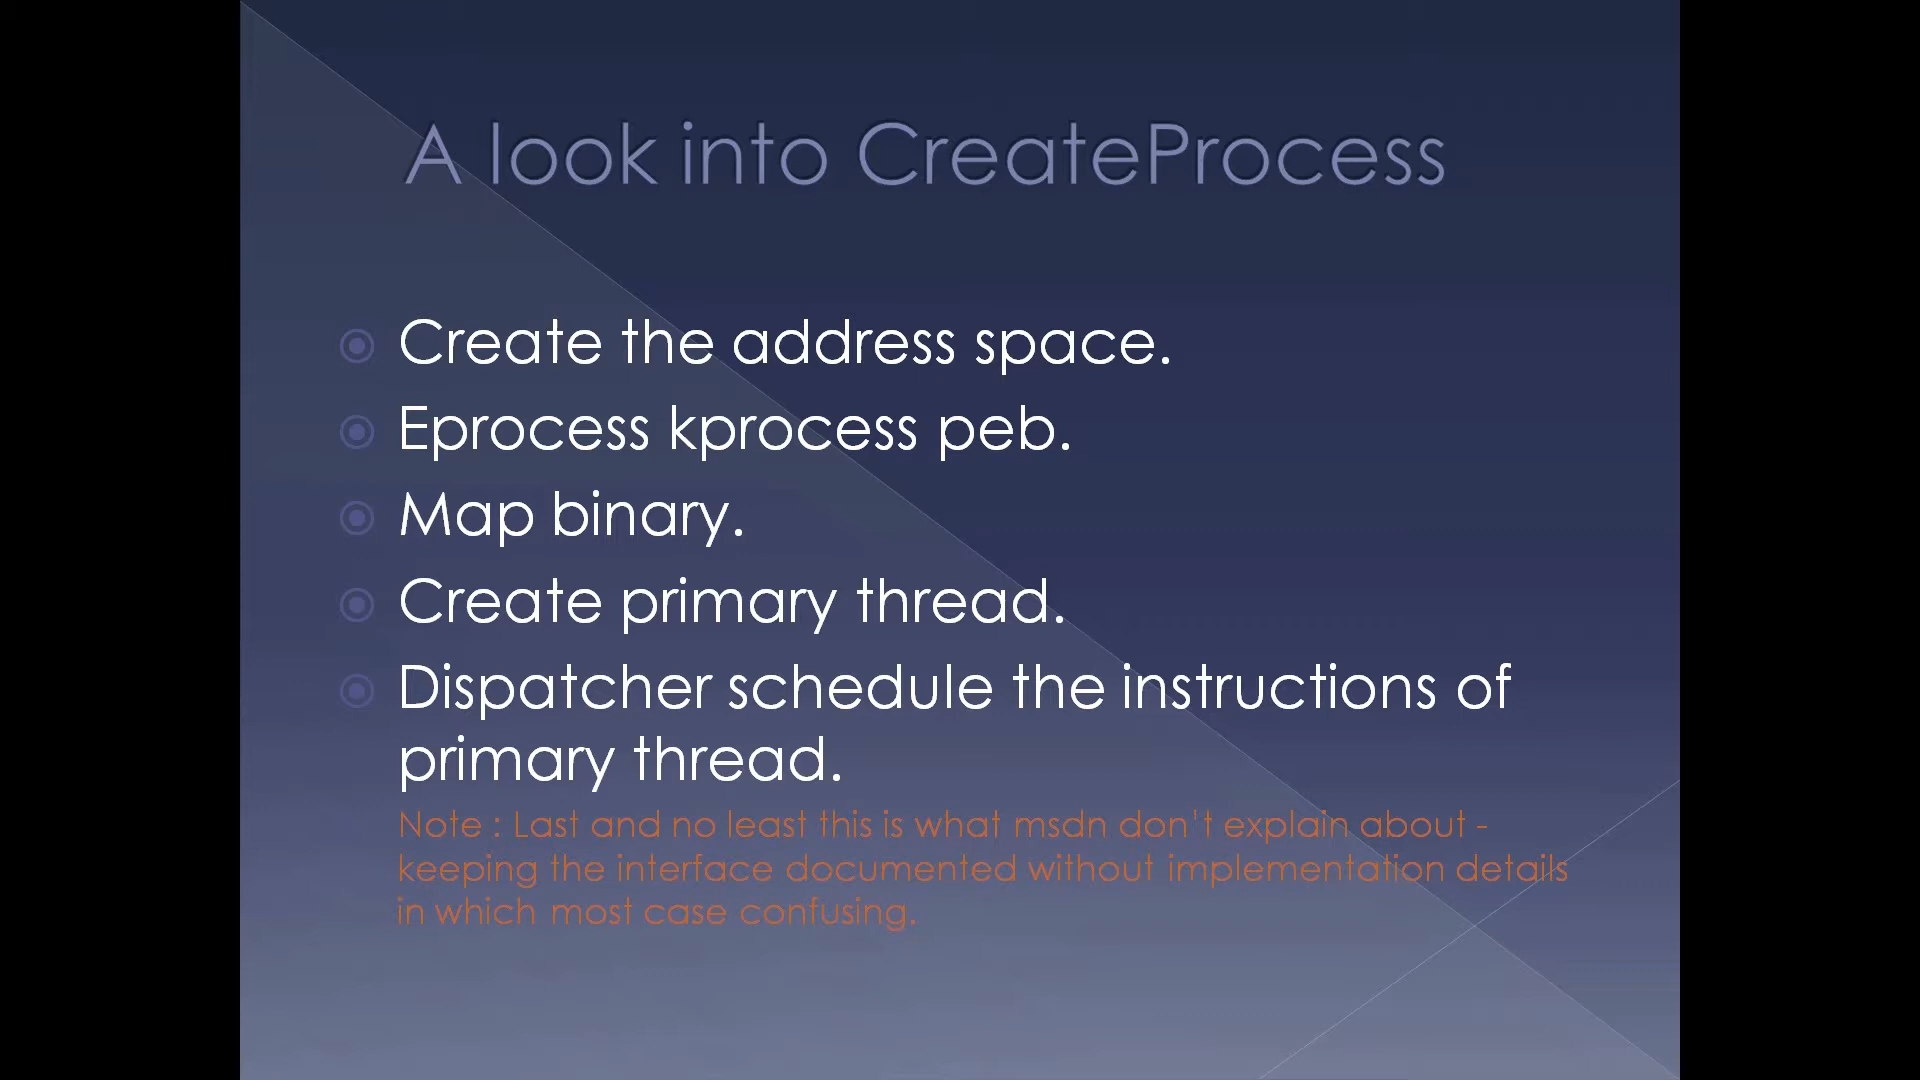 A look into CreateProcess
Create the address space.
Eprocess kprocess peb.
Map binary.
Create primary thread.
Dispatcher schedule the instructions of
primary thread.
Note : Last and no least this is what msdn don't explain about -
keeping the interface documented without implementation details
in which most case confusing.